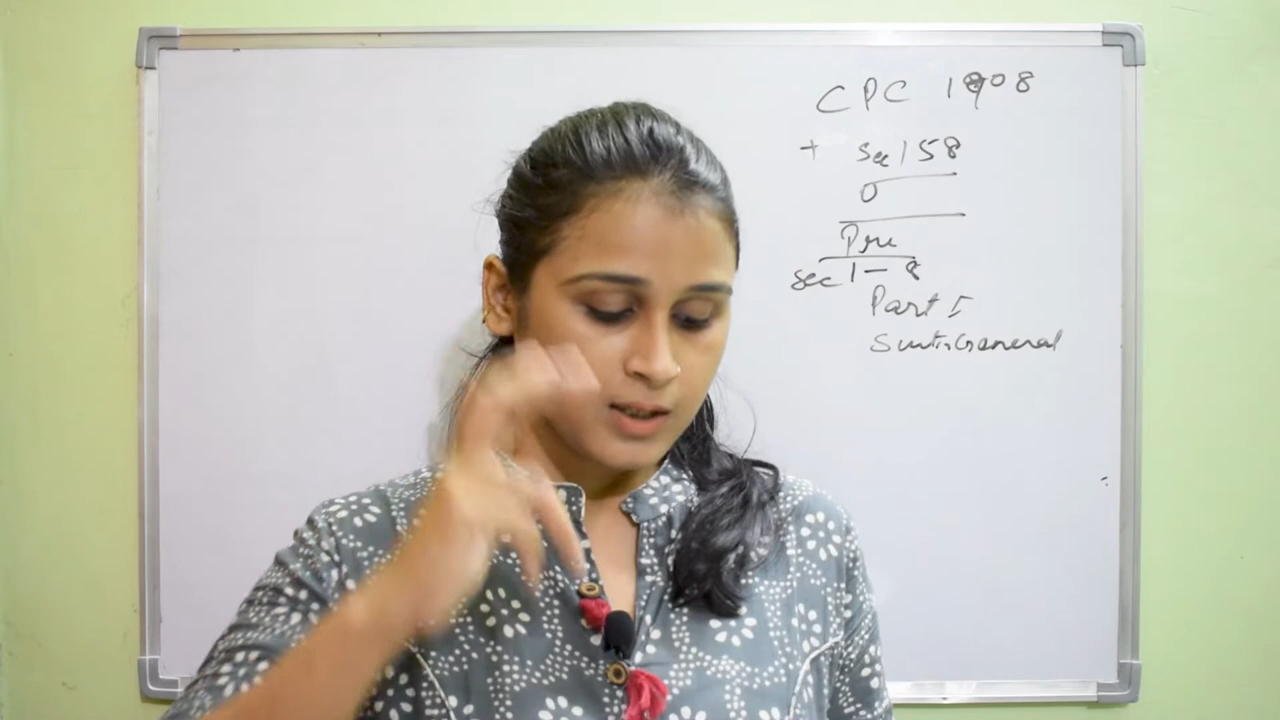 CPC 1908
+ Sec 158
O
Pre
Sec 1 - 8
Part I
Suits General